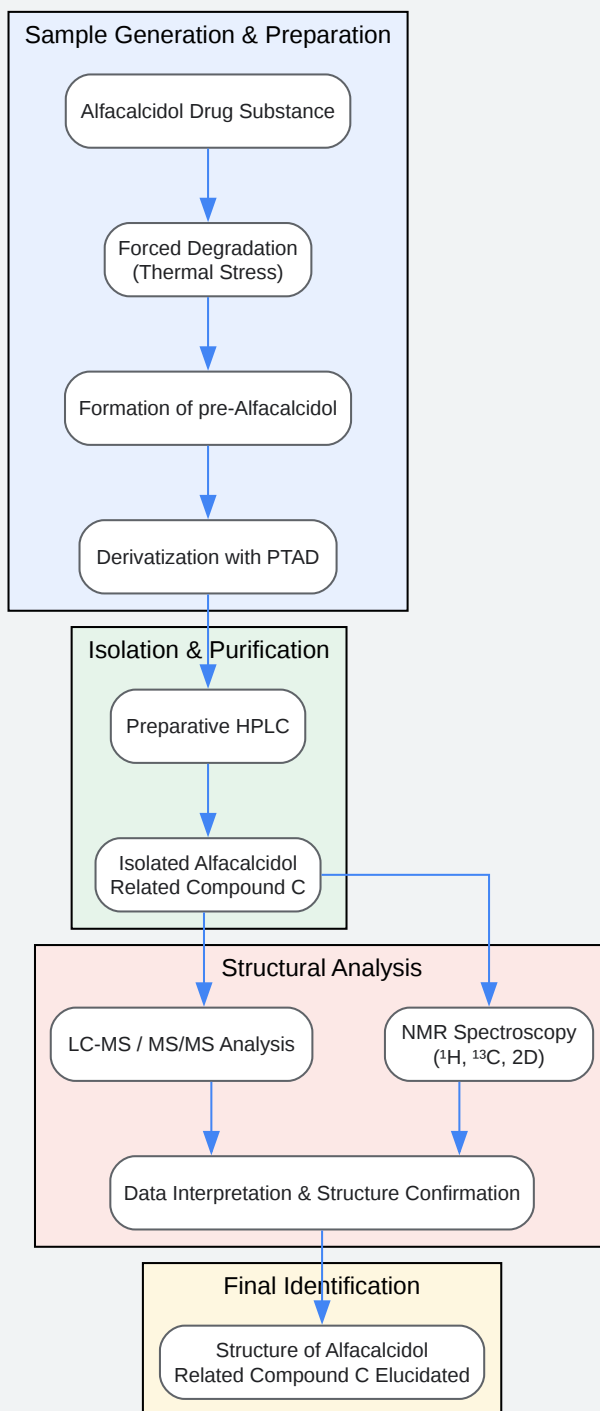 Sample Generation & Preparation
Alfacalcidol Drug Substance
Forced Degradation
(Thermal Stress)
Formation of pre-Alfacalcidol
Derivatization with PTAD
Isolation & Purification
Preparative HPLC
Isolated Alfacalcidol
Related Compound C
Structural Analysis
LC-MS / MS/MS Analysis
NMR Spectroscopy
(¹H, ¹³C, 2D)
Data Interpretation & Structure Confirmation
Final Identification
Structure of Alfacalcidol
Related Compound C Elucidated